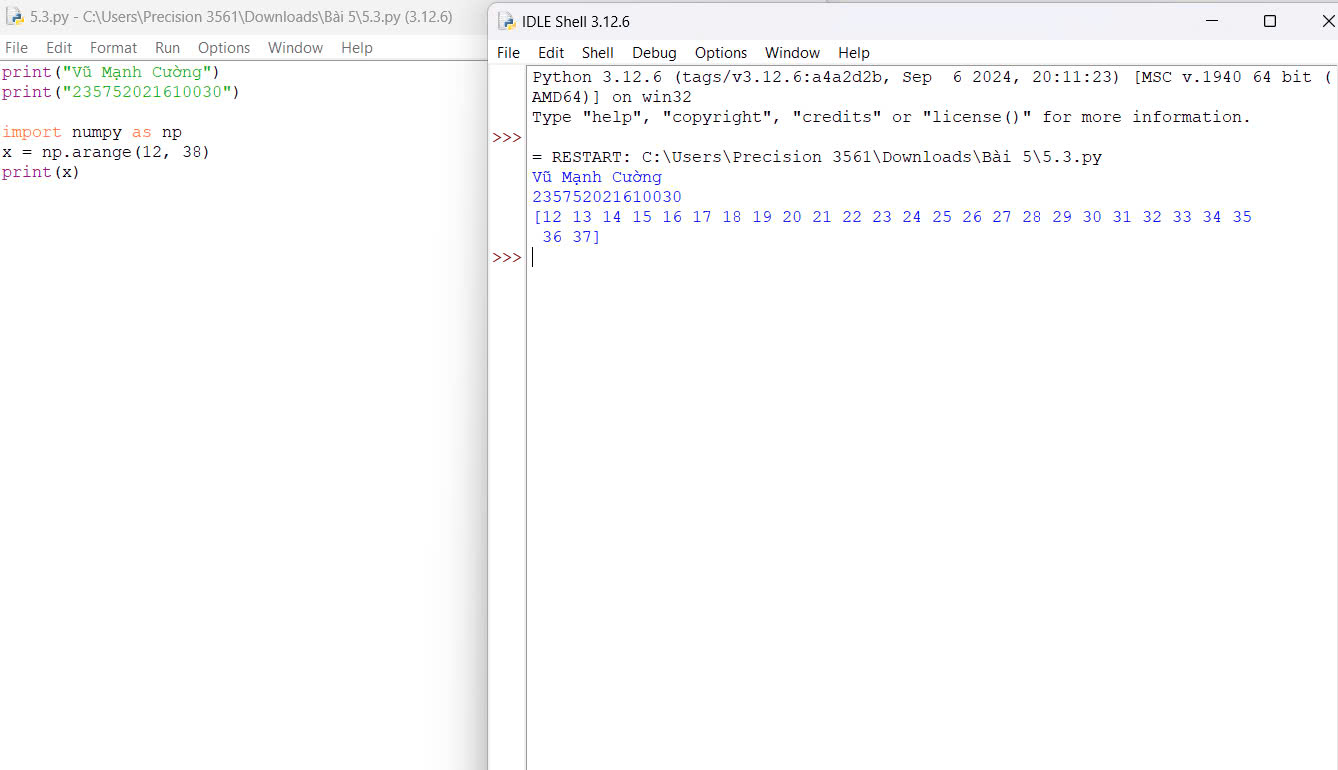 5.3.py - C:\Users\Precision 3561\Downloads\Bài 5\5.3.py (3.12.6)
File Edit Format Run Options Window Help
print("Vũ Mạnh Cường")
print("235752021610030")
import numpy as np
x = np.arange(12, 38)
print(x)
IDLE Shell 3.12.6
File Edit Shell Debug Options Window Help
Python 3.12.6 (tags/v3.12.6:a4a2d2b, Sep  6 2024, 20:11:23) [MSC v.1940 64 bit (
AMD64)] on win32
Type "help", "copyright", "credits" or "license()" for more information.
>>>
= RESTART: C:\Users\Precision 3561\Downloads\Bài 5\5.3.py
Vũ Mạnh Cường
235752021610030
[12 13 14 15 16 17 18 19 20 21 22 23 24 25 26 27 28 29 30 31 32 33 34 35
 36 37]
>>>